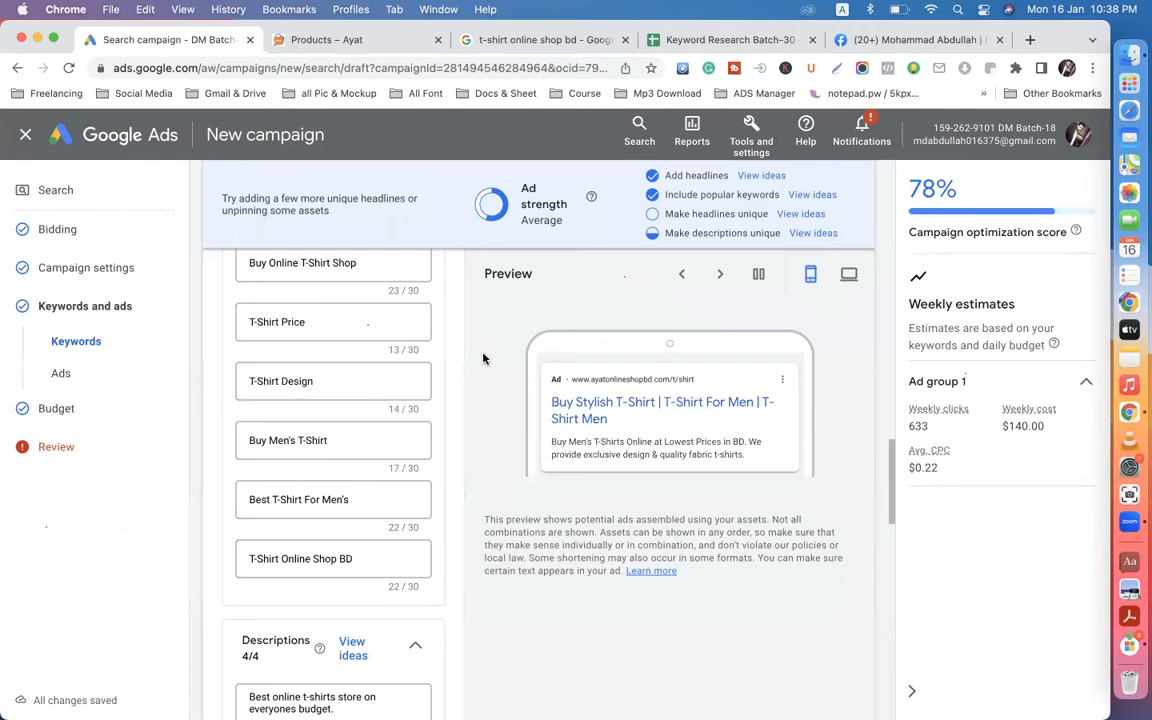 Chrome File Edit View History Bookmarks Profiles Tab Window Help A Mon 16 Jan 10:38 PM
Search campaign - DM Batch- Products – Ayat t-shirt online shop bd - Goog Keyword Research Batch-30 - (20+) Mohammad Abdullah |
ads.google.com/aw/campaigns/new/search/draft?campaignId=281494546284964&ocid=79...
Freelancing Social Media Gmail & Drive all Pic & Mockup All Font Docs & Sheet Course Mp3 Download ADS Manager notepad.pw / 5kpx... » Other Bookmarks
Google Ads New campaign
Search Reports Tools and settings Help Notifications
159-262-9101 DM Batch-18
mdabdullah016375@gmail.com
Search
Bidding
Campaign settings
Keywords and ads
Keywords
Ads
Budget
Review
All changes saved
Try adding a few more unique headlines or
unpinning some assets
Ad
strength
Average
Add headlines View ideas
Include popular keywords View ideas
Make headlines unique View ideas
Make descriptions unique View ideas
Buy Online T-Shirt Shop
23 / 30
T-Shirt Price
13 / 30
T-Shirt Design
14 / 30
Buy Men's T-Shirt
17 / 30
Best T-Shirt For Men's
22 / 30
T-Shirt Online Shop BD
22 / 30
Descriptions
4/4
View
ideas
Best online t-shirts store on
everyones budget.
Preview
Ad · www.ayatonlineshopbd.com/t/shirt
Buy Stylish T-Shirt | T-Shirt For Men | T-
Shirt Men
Buy Men's T-Shirts Online at Lowest Prices in BD. We
provide exclusive design & quality fabric t-shirts.
This preview shows potential ads assembled using your assets. Not all
combinations are shown. Assets can be shown in any order, so make sure that
they make sense individually or in combination, and don't violate our policies or
local law. Some shortening may also occur in some formats. You can make sure
certain text appears in your ad. Learn more
78%
Campaign optimization score
Weekly estimates
Estimates are based on your
keywords and daily budget
Ad group 1
Weekly clicks Weekly cost
633 $140.00
Avg. CPC
$0.22